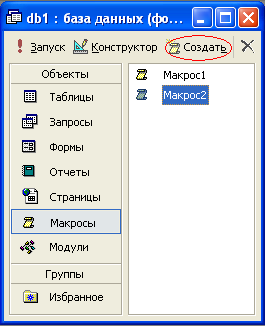 db1 : база данных (фо...
Запуск Конструктор Создать
Объекты
Таблицы
Запросы
Формы
Отчеты
Страницы
Макросы
Модули
Группы
Избранное
Макрос1
Макрос2